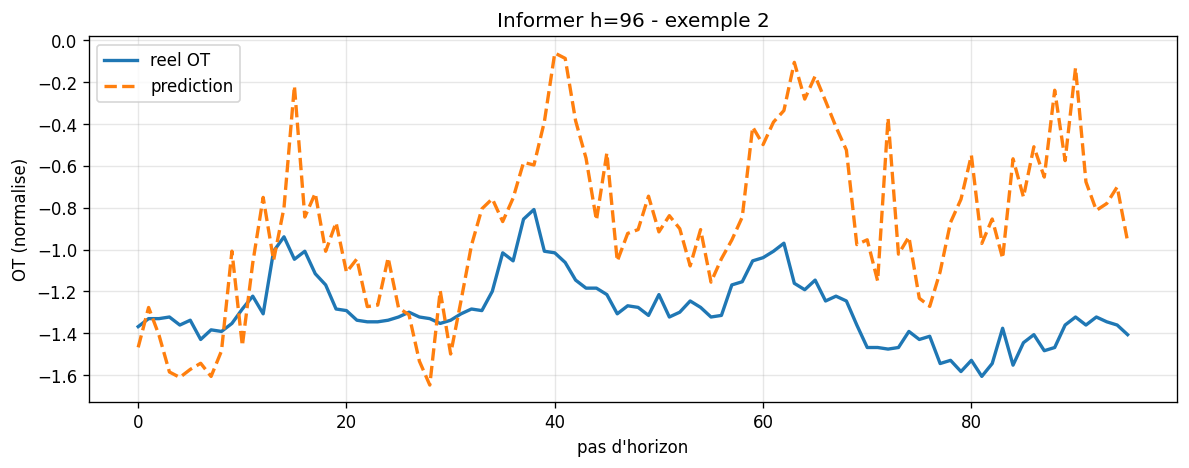 Informer h=96 - exemple 2
reel OT
prediction
OT (normalise)
0.0
−0.2
−0.4
−0.6
−0.8
−1.0
−1.2
−1.4
−1.6
0 20 40 60 80
pas d'horizon